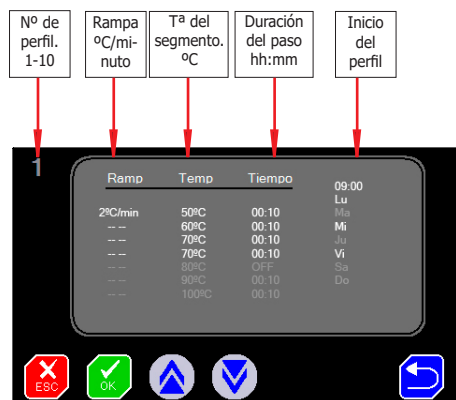 Nº de
perfil.
1-10
Rampa
ºC/mi-
nuto
Tª del
segmento.
ºC
Duración
del paso
hh:mm
Inicio
del
perfil
1
Ramp Temp Tiempo
09:00
Lu
2ºC/min 50ºC 00:10 Ma
-- -- 60ºC 00:10 Mi
-- -- 70ºC 00:10 Ju
-- -- 70ºC 00:10 Vi
-- -- 80ºC OFF Sa
-- -- 90ºC 00:10 Do
-- -- 100ºC 00:10
ESC
OK